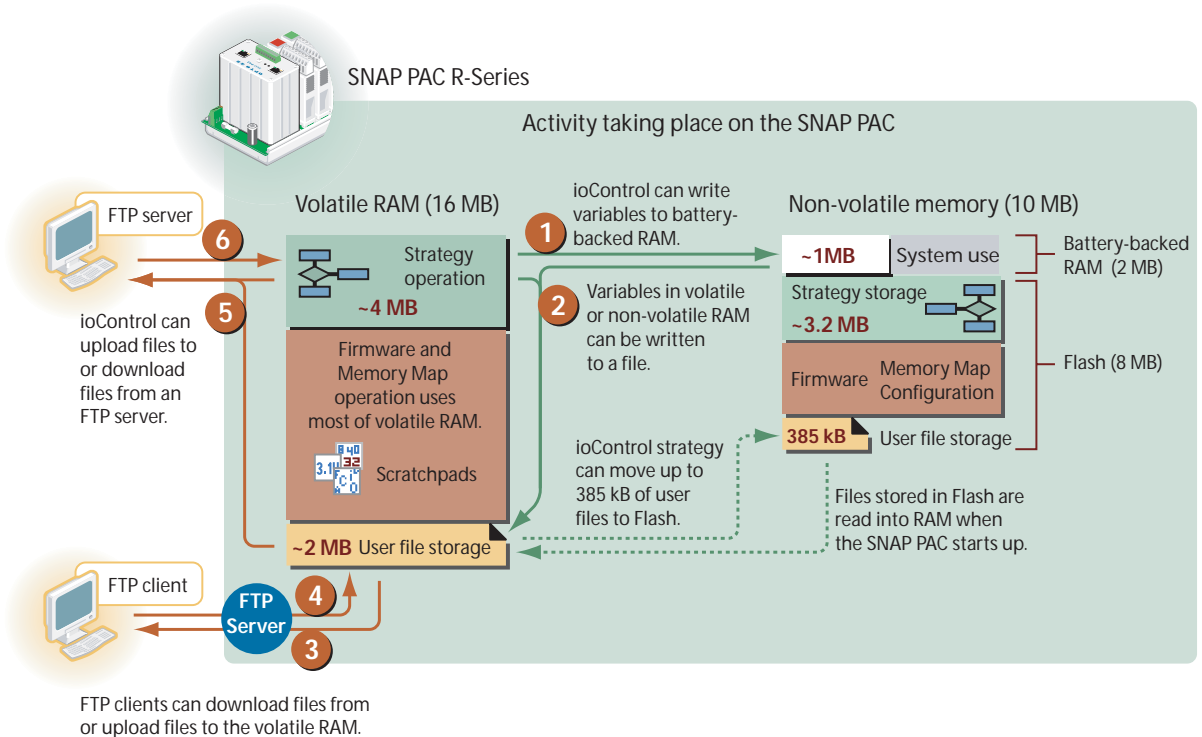 SNAP PAC R-Series
Activity taking place on the SNAP PAC
FTP server
6
5
ioControl can
upload files to
or download
files from an
FTP server.
Volatile RAM (16 MB)
Strategy
operation
~4 MB
Firmware and
Memory Map
operation uses
most of volatile RAM.
Scratchpads
~2 MB User file storage
1
ioControl can write
variables to battery-
backed RAM.
2
Variables in volatile
or non-volatile RAM
can be written
to a file.
ioControl strategy
can move up to
385 kB of user
files to Flash.
Non-volatile memory (10 MB)
~1MB System use
Strategy storage
~3.2 MB
Firmware Memory Map
Configuration
385 kB User file storage
Battery-backed
RAM (2 MB)
Flash (8 MB)
Files stored in Flash are
read into RAM when
the SNAP PAC starts up.
FTP client
FTP
Server
4
3
FTP clients can download files from
or upload files to the volatile RAM.